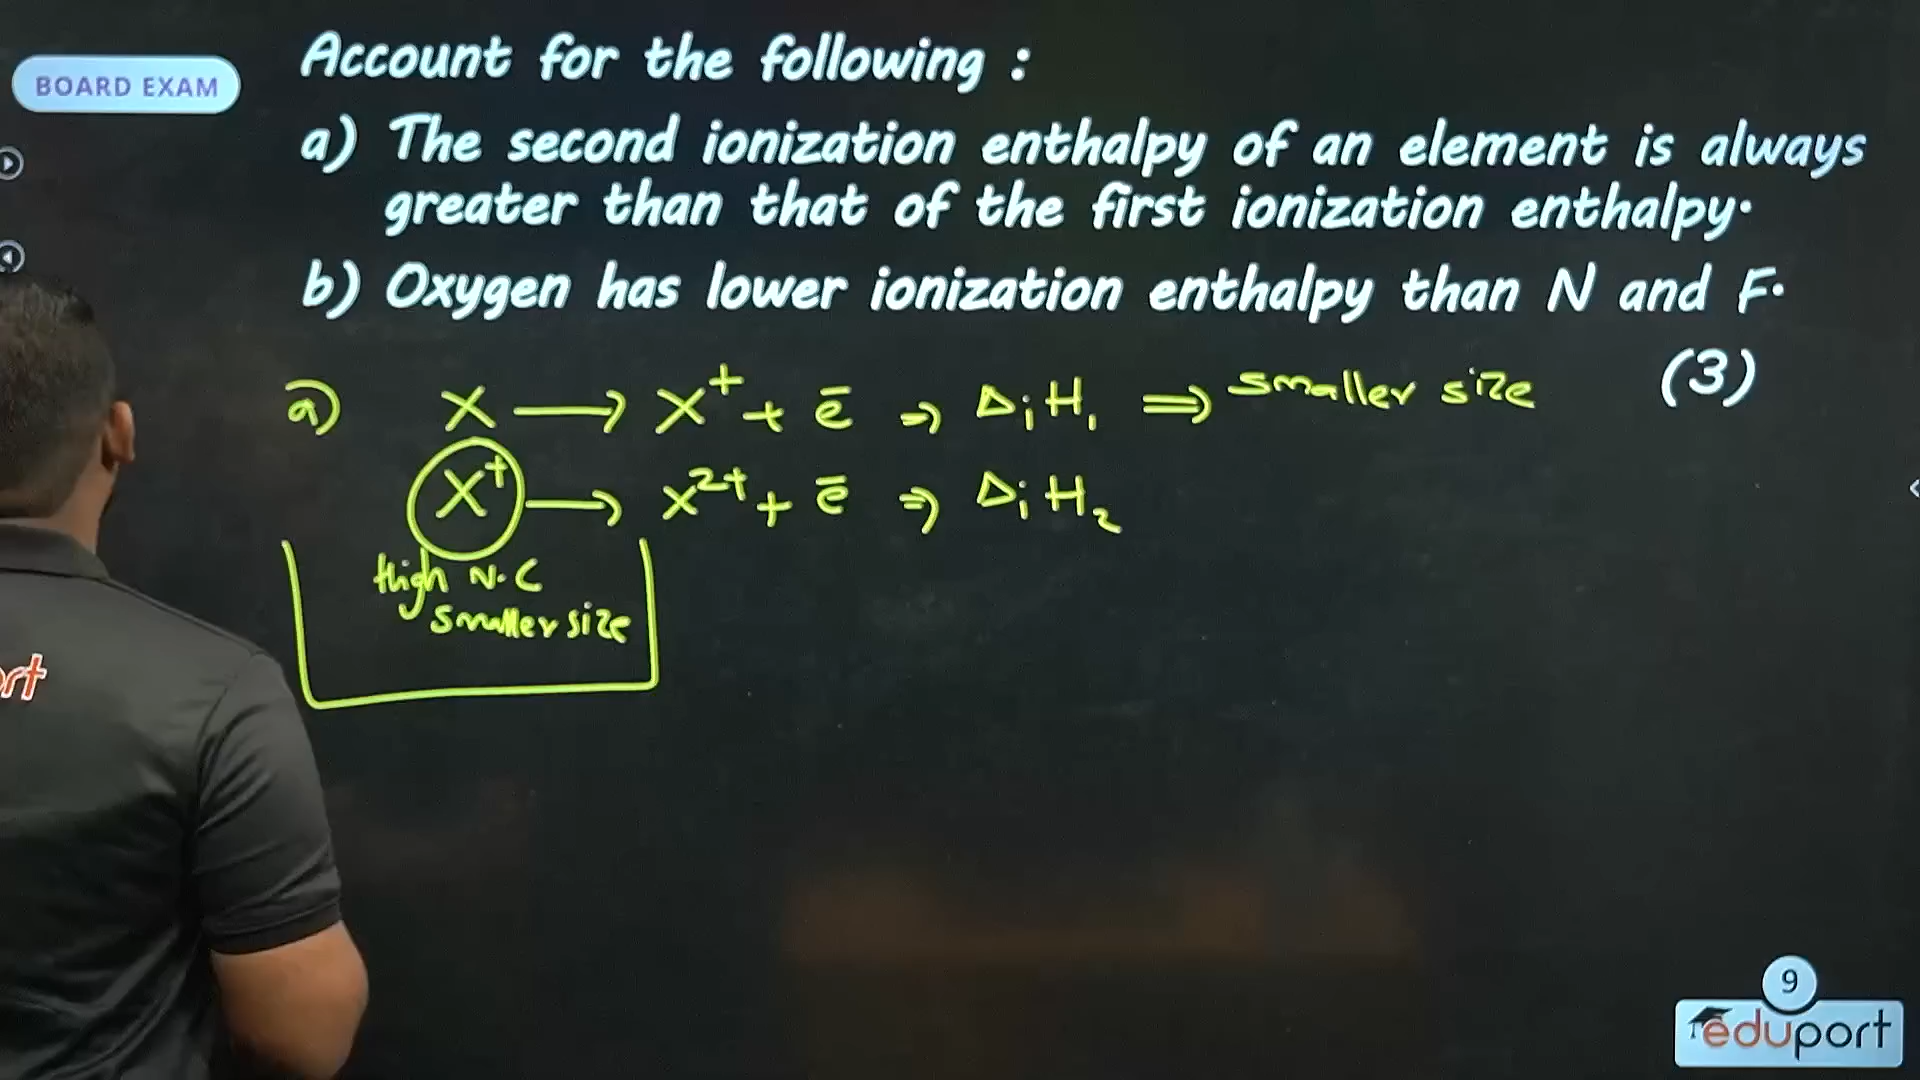 BOARD EXAM
Account for the following :
a) The second ionization enthalpy of an element is always
greater than that of the first ionization enthalpy.
b) Oxygen has lower ionization enthalpy than N and F.
(3)
a) X ⟶ X⁺ + ē ⇒ ΔᵢH₁ ⟹ smaller size
X⁺ ⟶ X²⁺ + ē ⇒ ΔᵢH₂
High N.C
Smaller size
rt
9
eduport